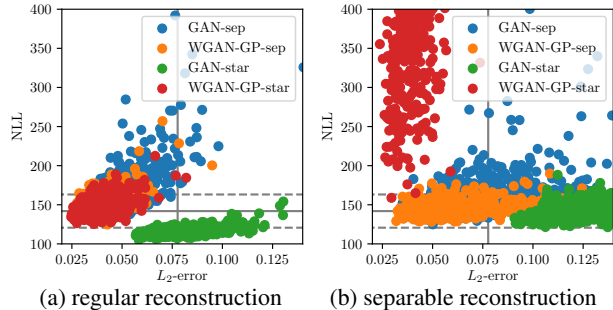 400
350
300
250
200
150
100
NLL
GAN-sep
WGAN-GP-sep
GAN-star
WGAN-GP-star
0.025 0.050 0.075 0.100 0.125
L2-error
(a) regular reconstruction
400
350
300
250
200
150
100
NLL
GAN-sep
WGAN-GP-sep
GAN-star
WGAN-GP-star
0.025 0.050 0.075 0.100 0.125
L2-error
(b) separable reconstruction